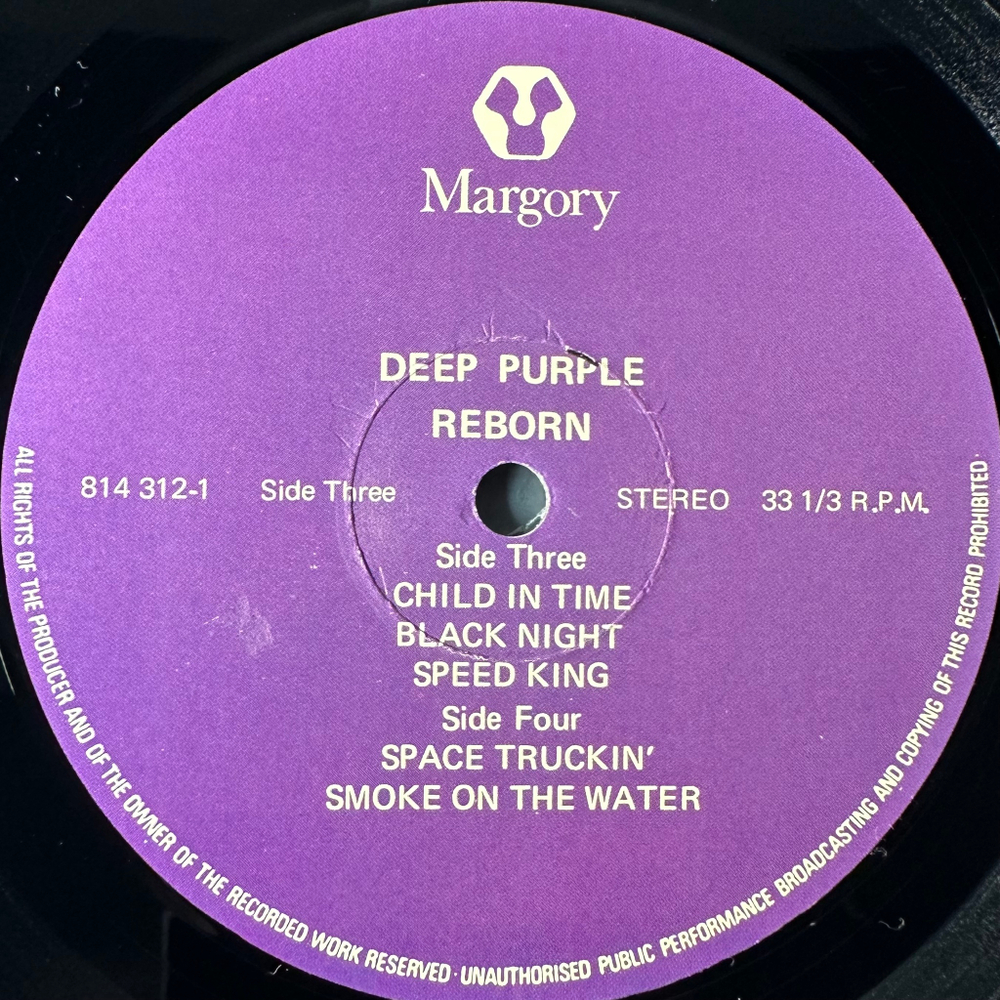 Margory
DEEP PURPLE
REBORN
814 312-1 Side Three STEREO 33 1/3 R.P.M.
Side Three
CHILD IN TIME
BLACK NIGHT
SPEED KING
Side Four
SPACE TRUCKIN'
SMOKE ON THE WATER
ALL RIGHTS OF THE PRODUCER AND OF THE OWNER OF THE RECORDED WORK RESERVED · UNAUTHORISED PUBLIC PERFORMANCE BROADCASTING AND COPYING OF THIS RECORD PROHIBITED ·